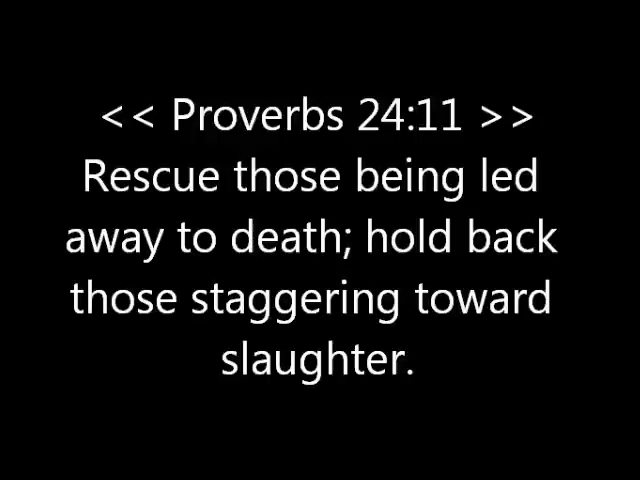 << Proverbs 24:11 >>
Rescue those being led
away to death; hold back
those staggering toward
slaughter.